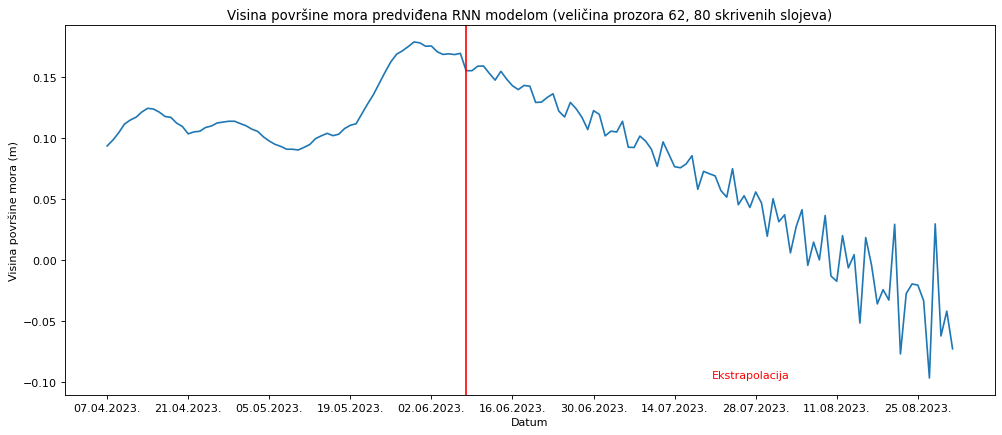 Visina površine mora predviđena RNN modelom (veličina prozora 62, 80 skrivenih slojeva)
Visina površine mora (m)
0.15
0.10
0.05
0.00
−0.05
−0.10
Ekstrapolacija
07.04.2023. 21.04.2023. 05.05.2023. 19.05.2023. 02.06.2023. 16.06.2023. 30.06.2023. 14.07.2023. 28.07.2023. 11.08.2023. 25.08.2023.
Datum